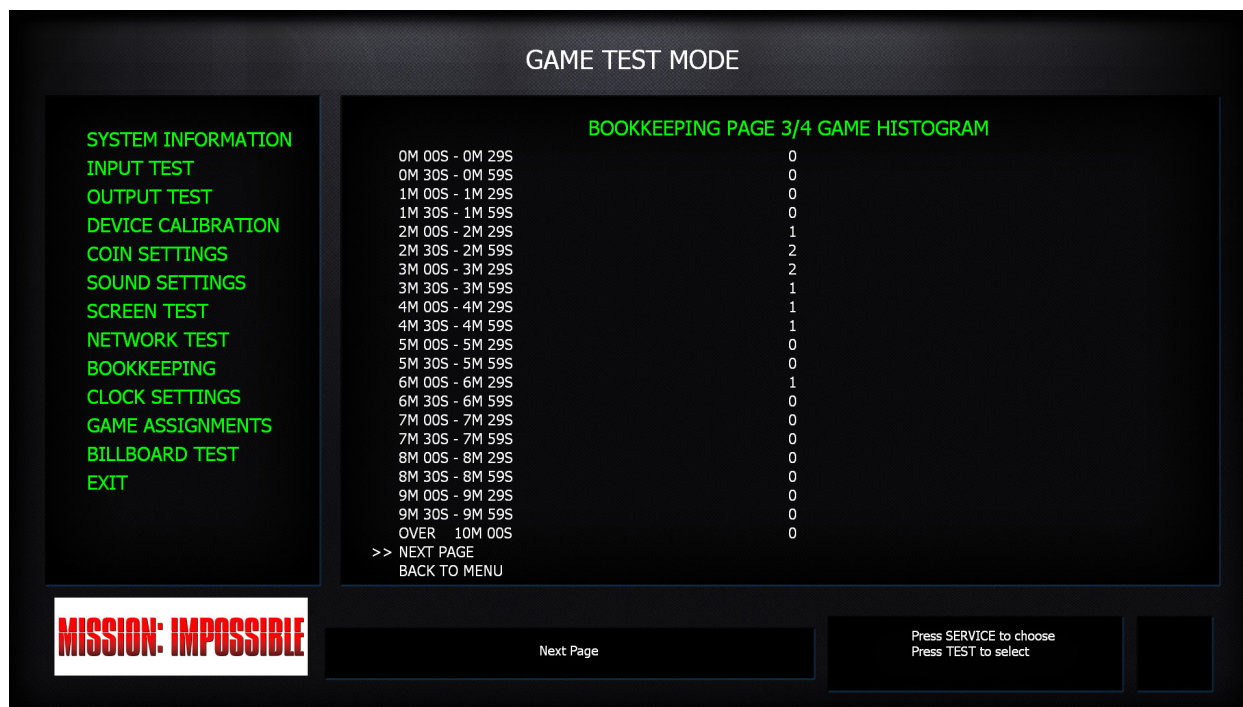 GAME TEST MODE
SYSTEM INFORMATION
INPUT TEST
OUTPUT TEST
DEVICE CALIBRATION
COIN SETTINGS
SOUND SETTINGS
SCREEN TEST
NETWORK TEST
BOOKKEEPING
CLOCK SETTINGS
GAME ASSIGNMENTS
BILLBOARD TEST
EXIT
BOOKKEEPING PAGE 3/4 GAME HISTOGRAM
0M 00S - 0M 29S 0
0M 30S - 0M 59S 0
1M 00S - 1M 29S 0
1M 30S - 1M 59S 0
2M 00S - 2M 29S 1
2M 30S - 2M 59S 2
3M 00S - 3M 29S 2
3M 30S - 3M 59S 1
4M 00S - 4M 29S 1
4M 30S - 4M 59S 1
5M 00S - 5M 29S 0
5M 30S - 5M 59S 0
6M 00S - 6M 29S 1
6M 30S - 6M 59S 0
7M 00S - 7M 29S 0
7M 30S - 7M 59S 0
8M 00S - 8M 29S 0
8M 30S - 8M 59S 0
9M 00S - 9M 29S 0
9M 30S - 9M 59S 0
OVER 10M 00S 0
>> NEXT PAGE
BACK TO MENU
MISSION: IMPOSSIBLE
Next Page
Press SERVICE to choose
Press TEST to select